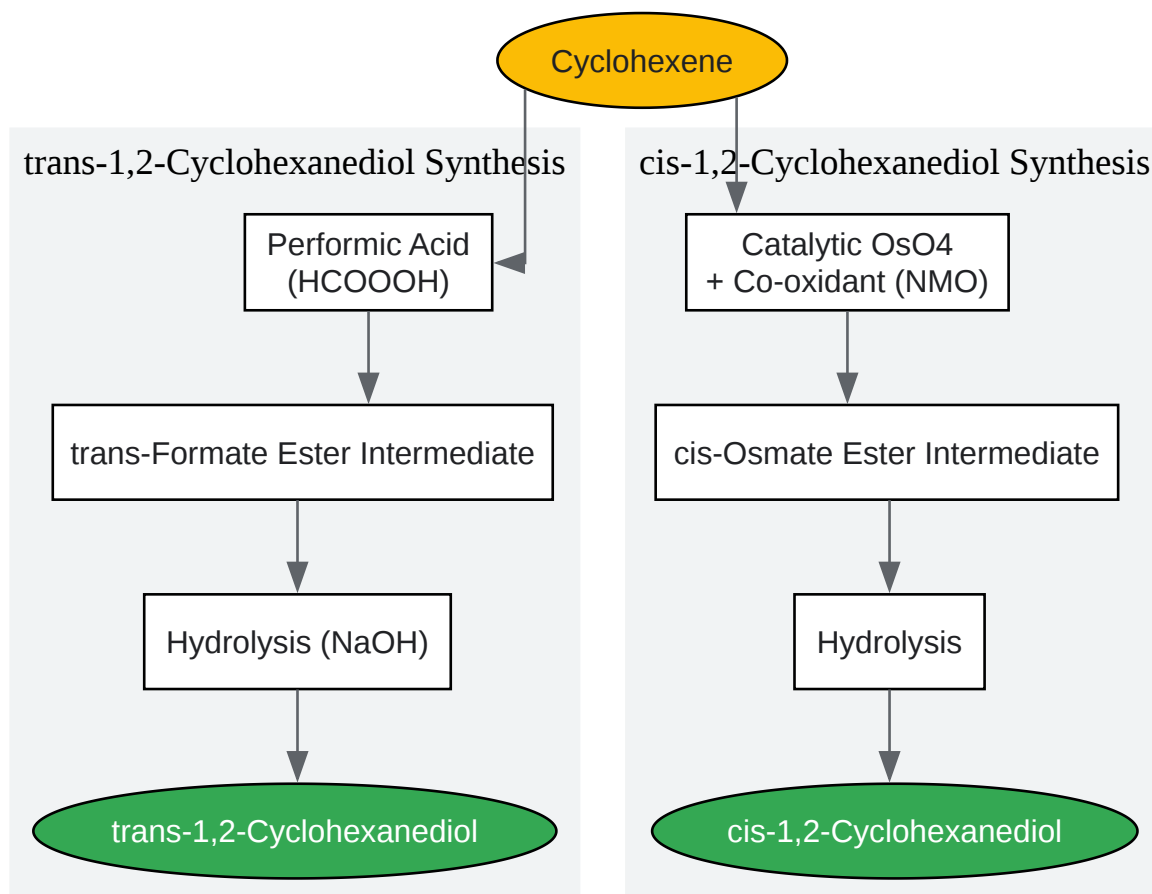 Cyclohexene
trans-1,2-Cyclohexanediol Synthesis
Performic Acid
(HCOOOH)
trans-Formate Ester Intermediate
Hydrolysis (NaOH)
trans-1,2-Cyclohexanediol
cis-1,2-Cyclohexanediol Synthesis
Catalytic OsO4
+ Co-oxidant (NMO)
cis-Osmate Ester Intermediate
Hydrolysis
cis-1,2-Cyclohexanediol